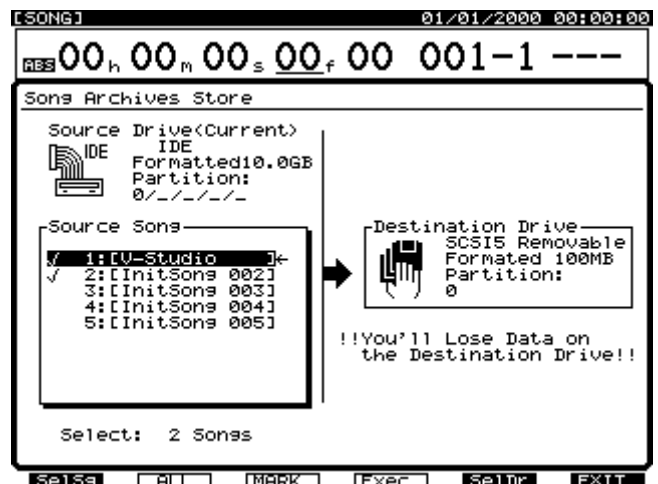 [SONG] 01/01/2000 00:00:00
ABS 00h 00m 00s 00f 00 001-1 ---
Song Archives Store
Source Drive(Current)
IDE
IDE
Formatted10.0GB
Partition:
0/_/_/_/_
Source Song
√ 1:[V-Studio ]←
√ 2:[InitSong 002]
3:[InitSong 003]
4:[InitSong 004]
5:[InitSong 005]
Select: 2 Songs
Destination Drive
SCSI5 Removable
Formated 100MB
Partition:
0
!!You'll Lose Data on
the Destination Drive!!
SelSg ALL MARK Exec SelDr EXIT